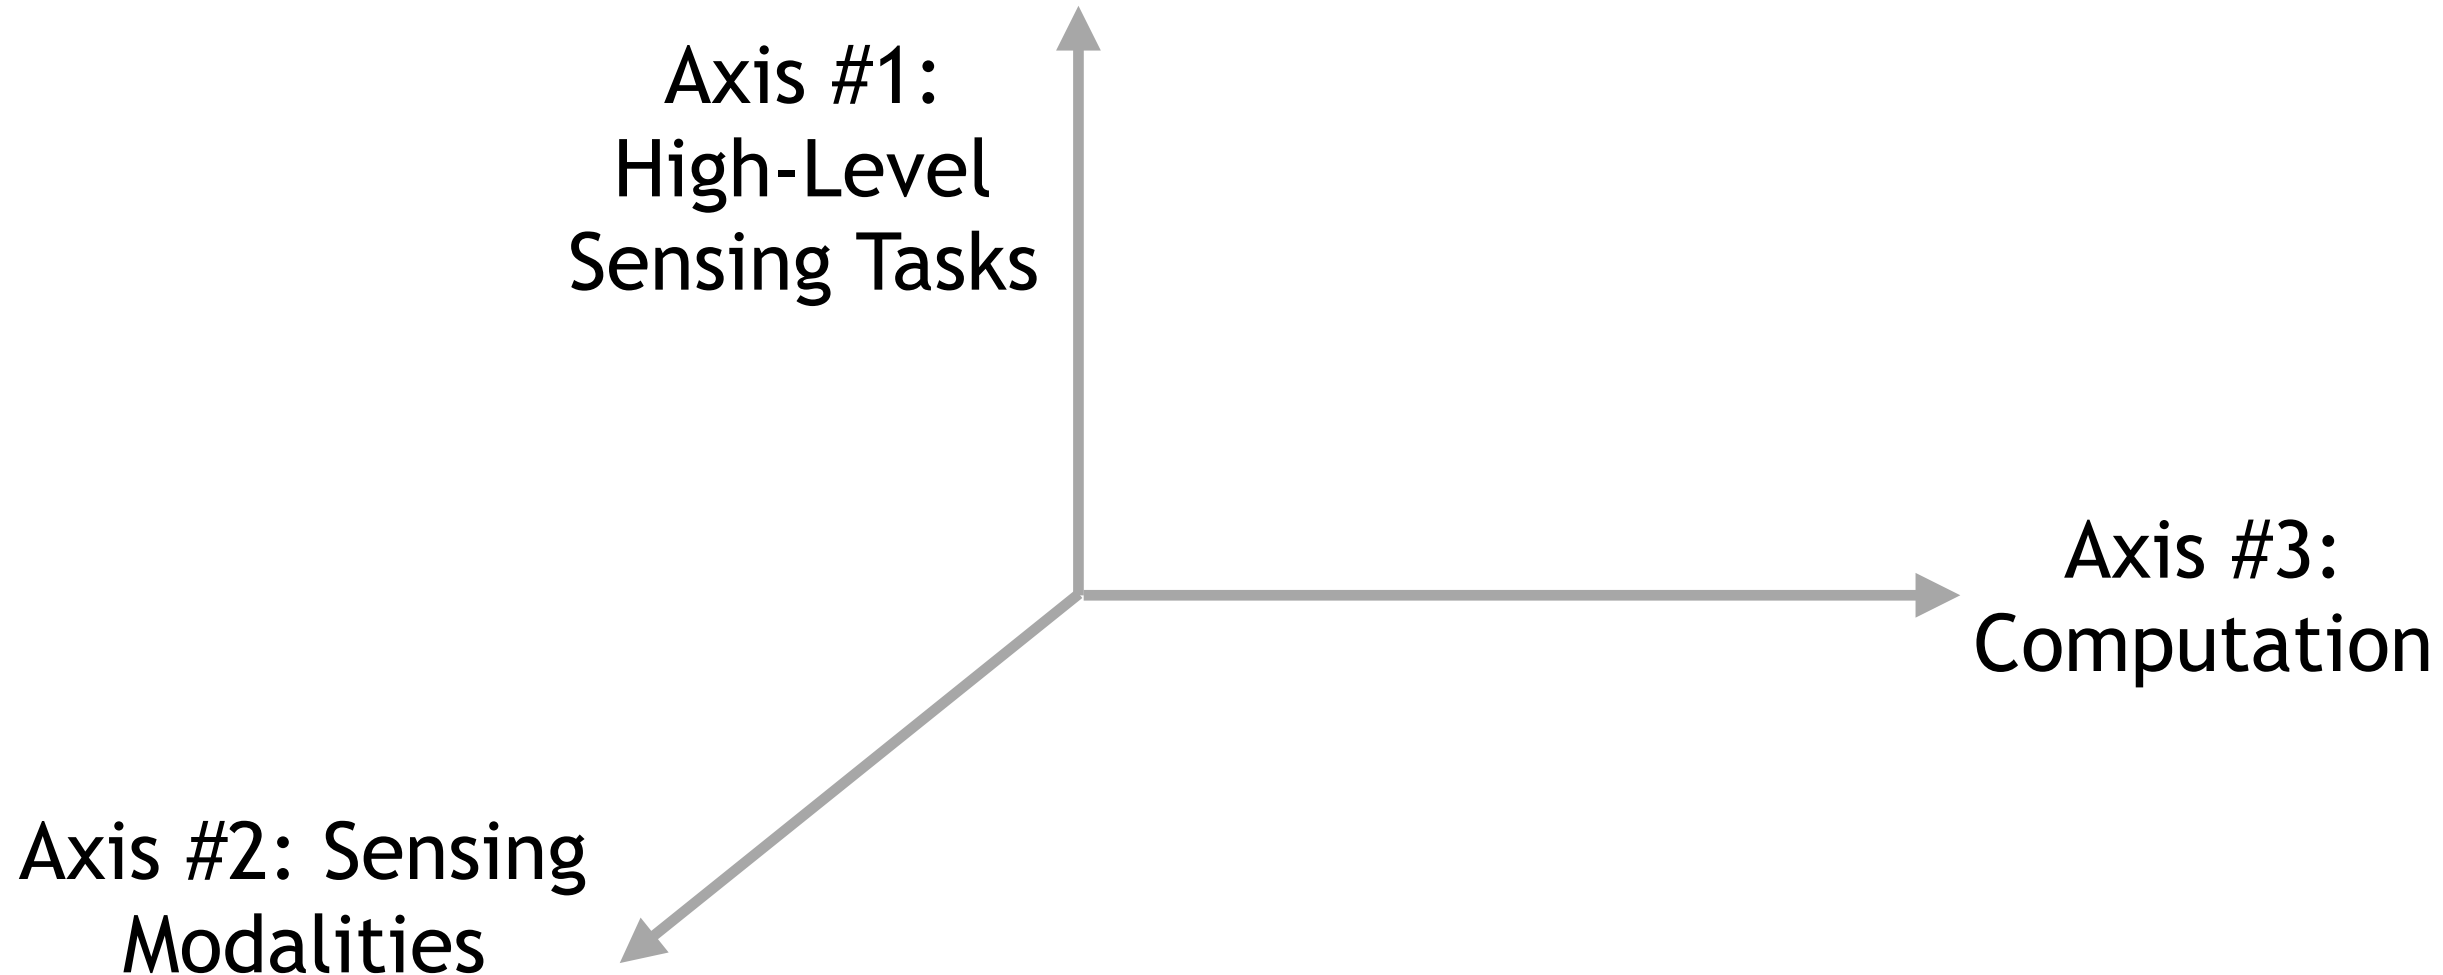 Axis #1:
High-Level
Sensing Tasks
Axis #3:
Computation
Axis #2: Sensing
Modalities